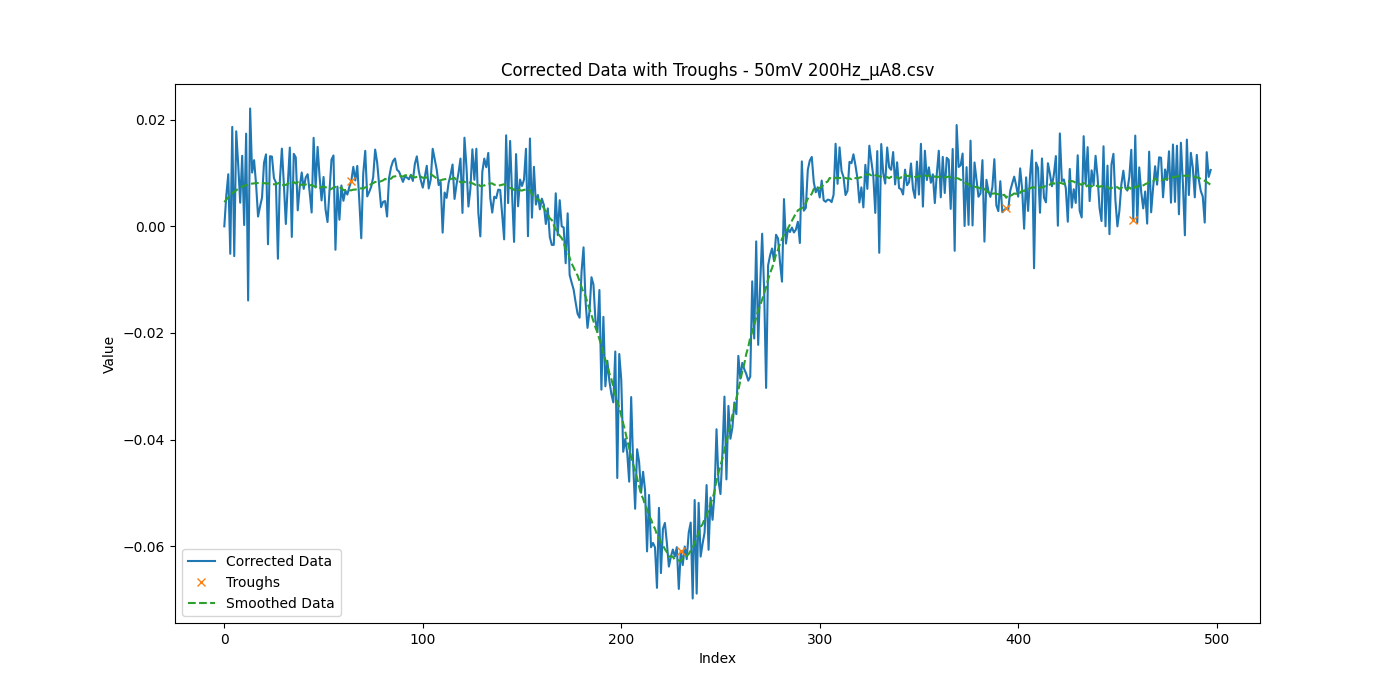 Corrected Data with Troughs - 50mV 200Hz_μA8.csv
Value
0.02
0.00
−0.02
−0.04
−0.06
Corrected Data
Troughs
Smoothed Data
0
100
200
300
400
500
Index